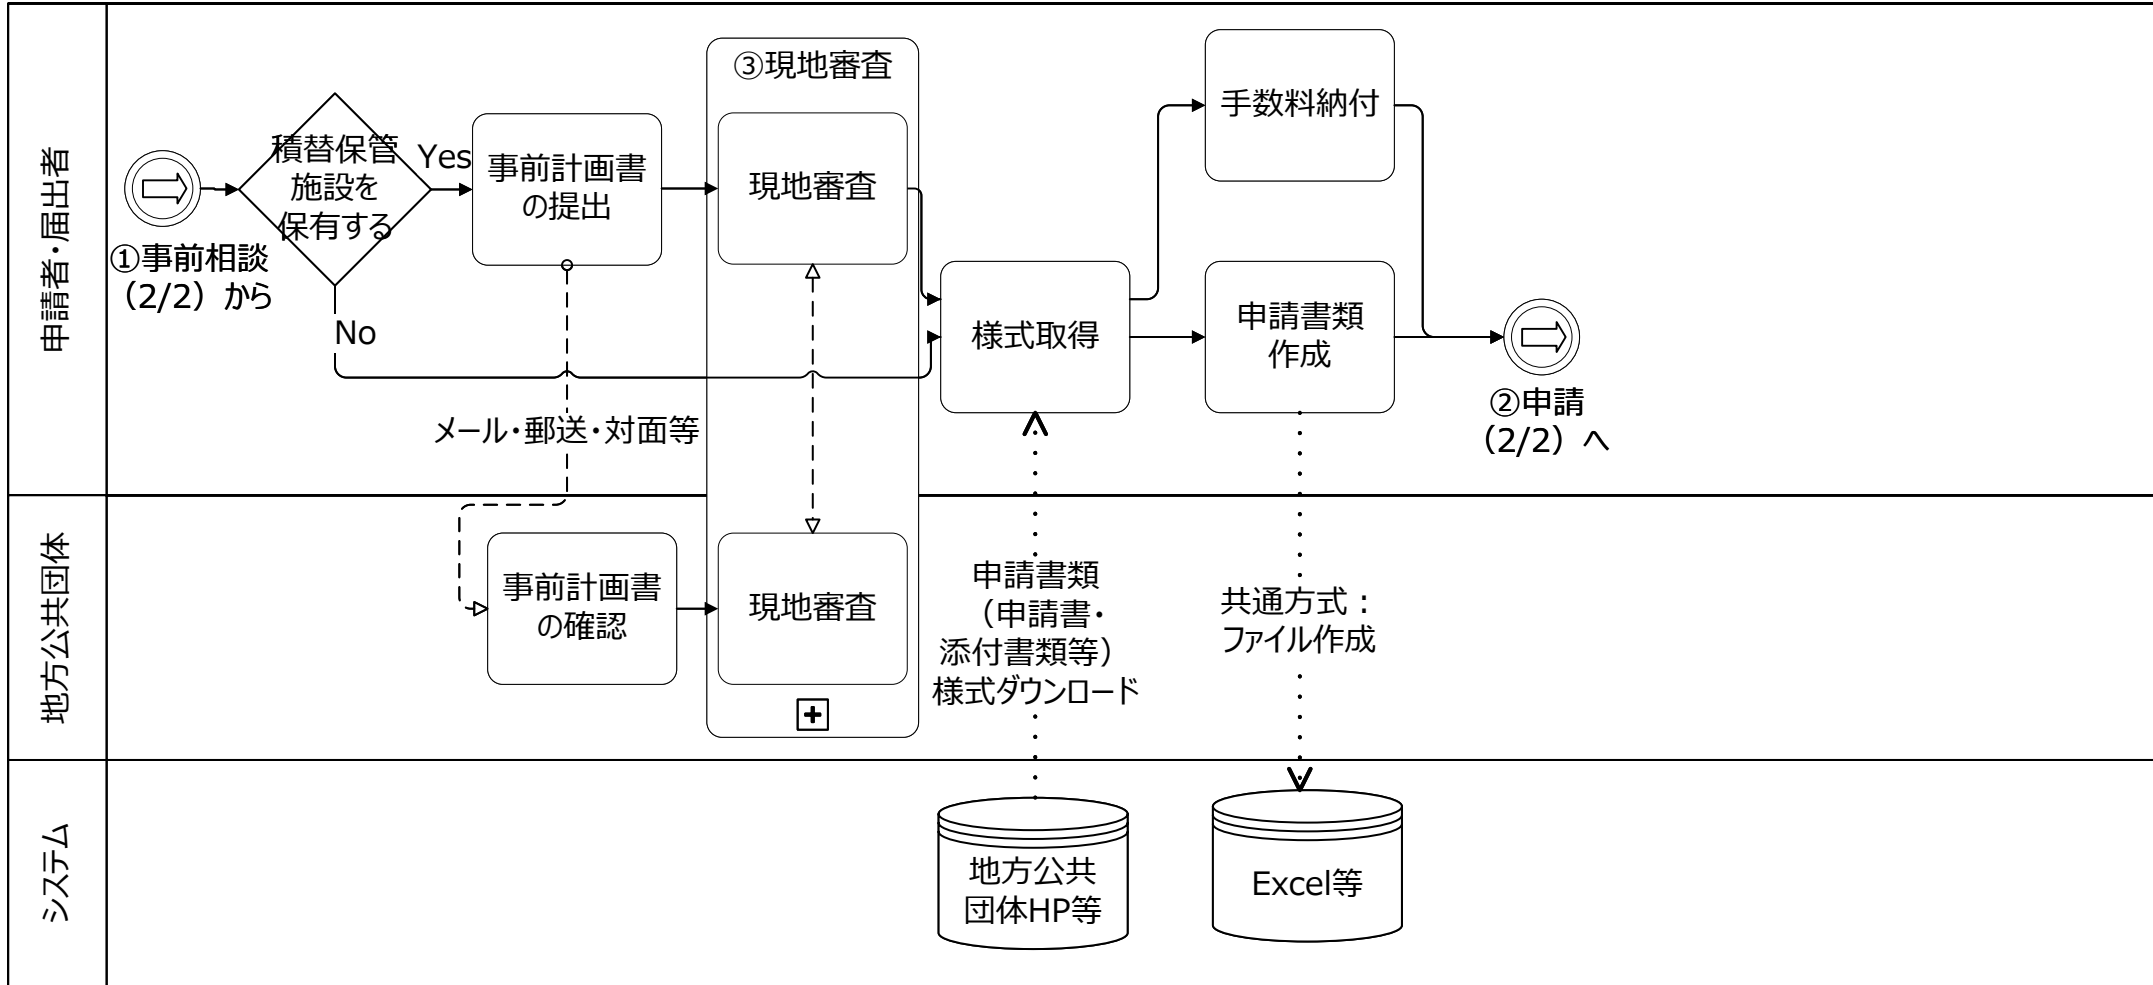 申請者・届出者
①事前相談
（2/2）から
積替保管
施設を
保有する
Yes
No
事前計画書
の提出
③現地審査
現地審査
様式取得
手数料納付
申請書類
作成
②申請
（2/2）へ
メール・郵送・対面等
地方公共団体
事前計画書
の確認
現地審査
申請書類
（申請書・
添付書類等）
様式ダウンロード
共通方式：
ファイル作成
システム
地方公共
団体HP等
Excel等